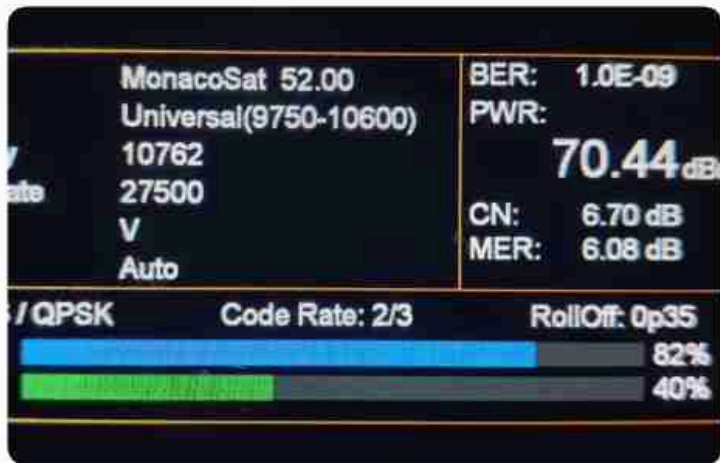 MonacoSat 52.00
Universal(9750-10600)
10762
27500
V
Auto
BER: 1.0E-09
PWR:
70.44
CN: 6.70 dB
MER: 6.08 dB
/ QPSK Code Rate: 2/3 RollOff: 0p35
82%
40%